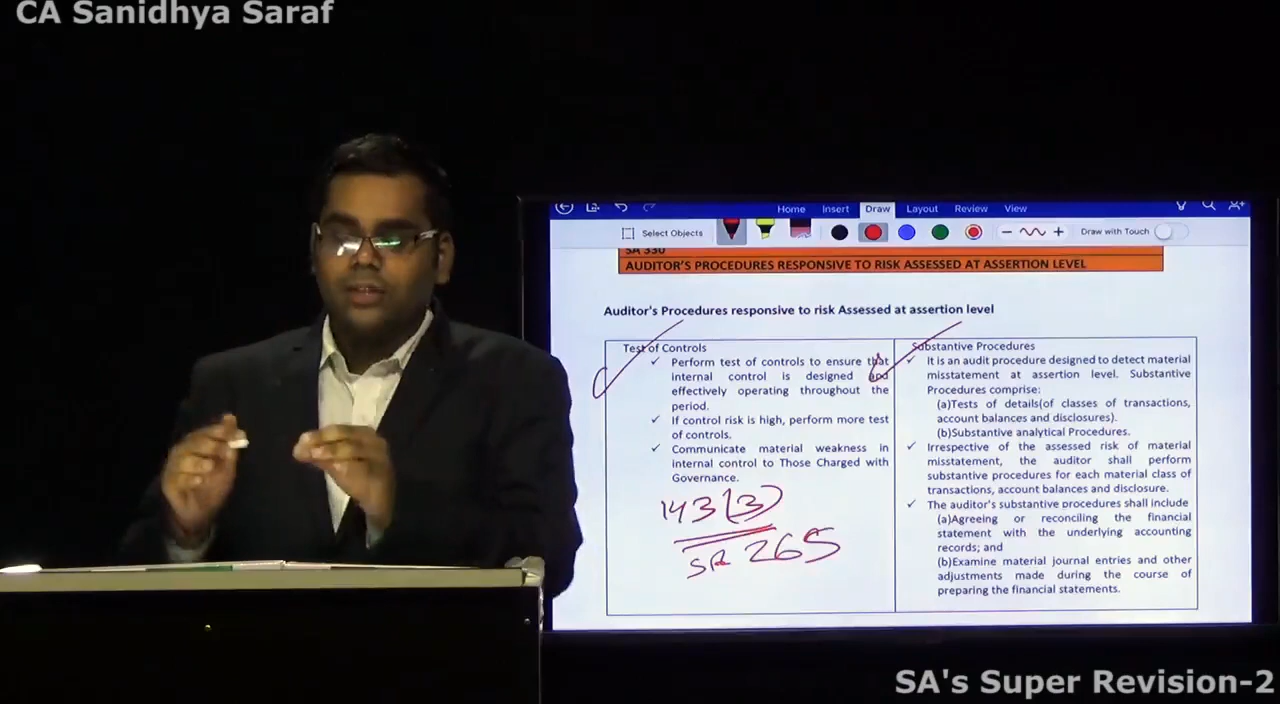 CA Sanidhya Saraf
Home Insert Draw Layout Review View
Select Objects
Draw with Touch
SA 330
AUDITOR'S PROCEDURES RESPONSIVE TO RISK ASSESSED AT ASSERTION LEVEL
Auditor's Procedures responsive to risk Assessed at assertion level
Test of Controls
Perform test of controls to ensure that
internal control is designed and
effectively operating throughout the
period.
If control risk is high, perform more test
of controls.
Communicate material weakness in
internal control to Those Charged with
Governance.
143(3)
SA 265
Substantive Procedures
It is an audit procedure designed to detect material
misstatement at assertion level. Substantive
Procedures comprise:
(a)Tests of details(of classes of transactions,
account balances and disclosures).
(b)Substantive analytical Procedures.
Irrespective of the assessed risk of material
misstatement, the auditor shall perform
substantive procedures for each material class of
transactions, account balances and disclosure.
The auditor's substantive procedures shall include
(a)Agreeing or reconciling the financial
statement with the underlying accounting
records; and
(b)Examine material journal entries and other
adjustments made during the course of
preparing the financial statements.
SA's Super Revision-2